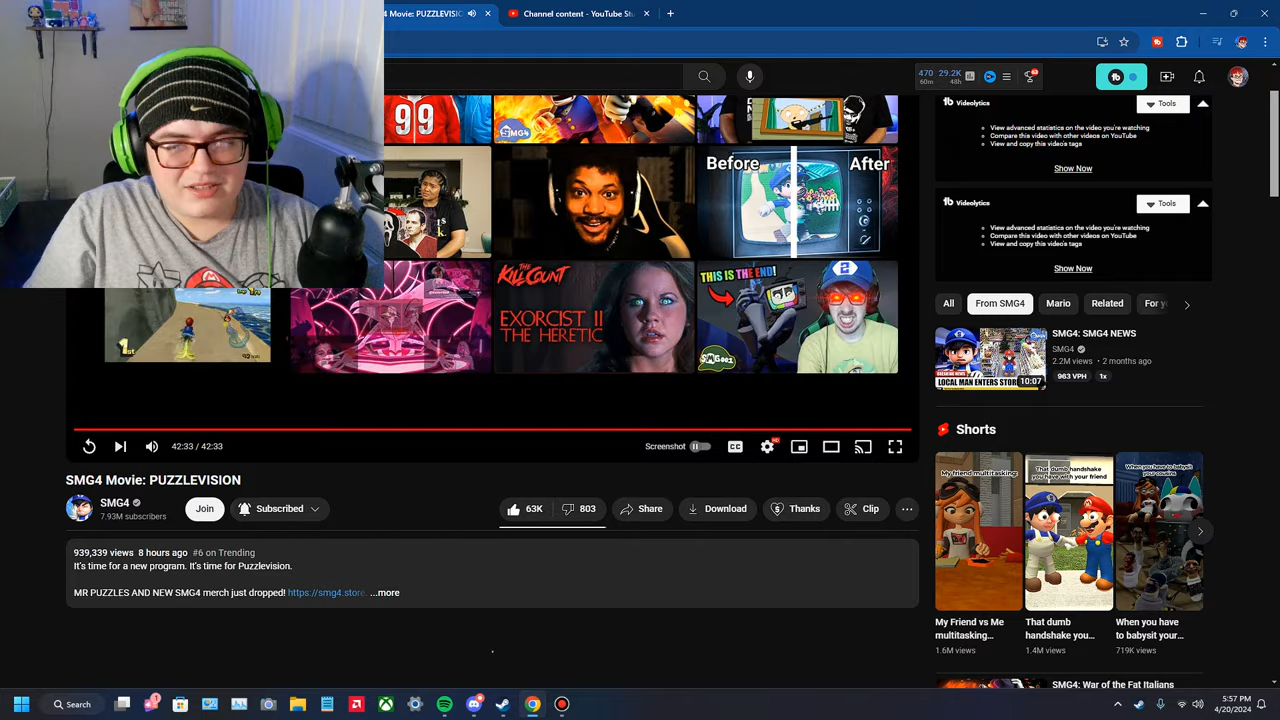 4 Movie: PUZZLEVISIO
Channel content - YouTube Stu
470 29.2K
60m 48h
99
SMG4
Before
After
THE KILL COUNT
EXORCIST II
THE HERETIC
THIS IS THE END!
1st
42:33 / 42:33
Screenshot
CC
HD
SMG4 Movie: PUZZLEVISION
SMG4
7.93M subscribers
Join
Subscribed
63K
803
Share
Download
Thanks
Clip
939,339 views 8 hours ago #6 on Trending
It's time for a new program. It's time for Puzzlevision.
MR PUZZLES AND NEW SMG4 merch just dropped! https://smg4.store. ...more
Videolytics
Tools
View advanced statistics on the video you're watching
Compare this video with other videos on YouTube
View and copy this video's tags
Show Now
Videolytics
Tools
View advanced statistics on the video you're watching
Compare this video with other videos on YouTube
View and copy this video's tags
Show Now
All
From SMG4
Mario
Related
For y
BREAKING NEWS
LOCAL MAN ENTERS STOR
10:07
SMG4: SMG4 NEWS
SMG4
2.2M views • 2 months ago
963 VPH
1x
Shorts
My friend multitasking:
That dumb
handshake you
have with your friend
When you have to babysit your
cousins
My Friend vs Me
multitasking…
1.6M views
That dumb
handshake you…
1.4M views
When you have
to babysit your…
719K views
SMG4: War of the Fat Italians
Search
5:57 PM
4/20/2024